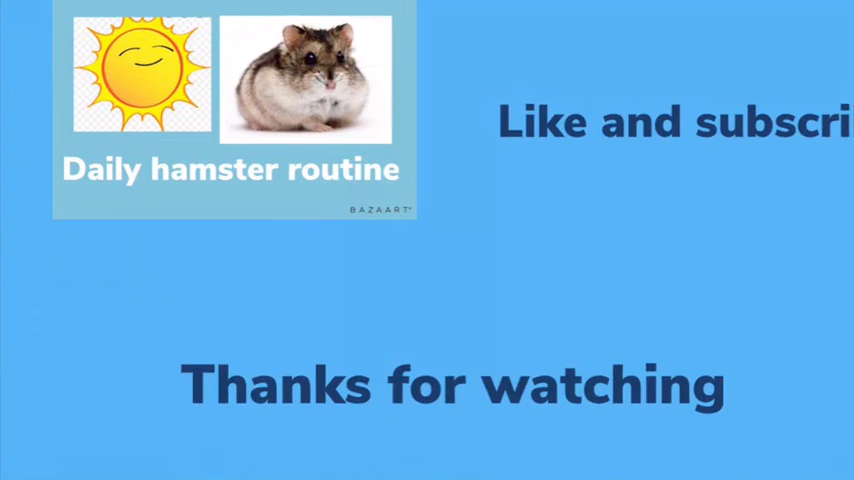 Like and subscri
Daily hamster routine
BAZAART
Thanks for watching